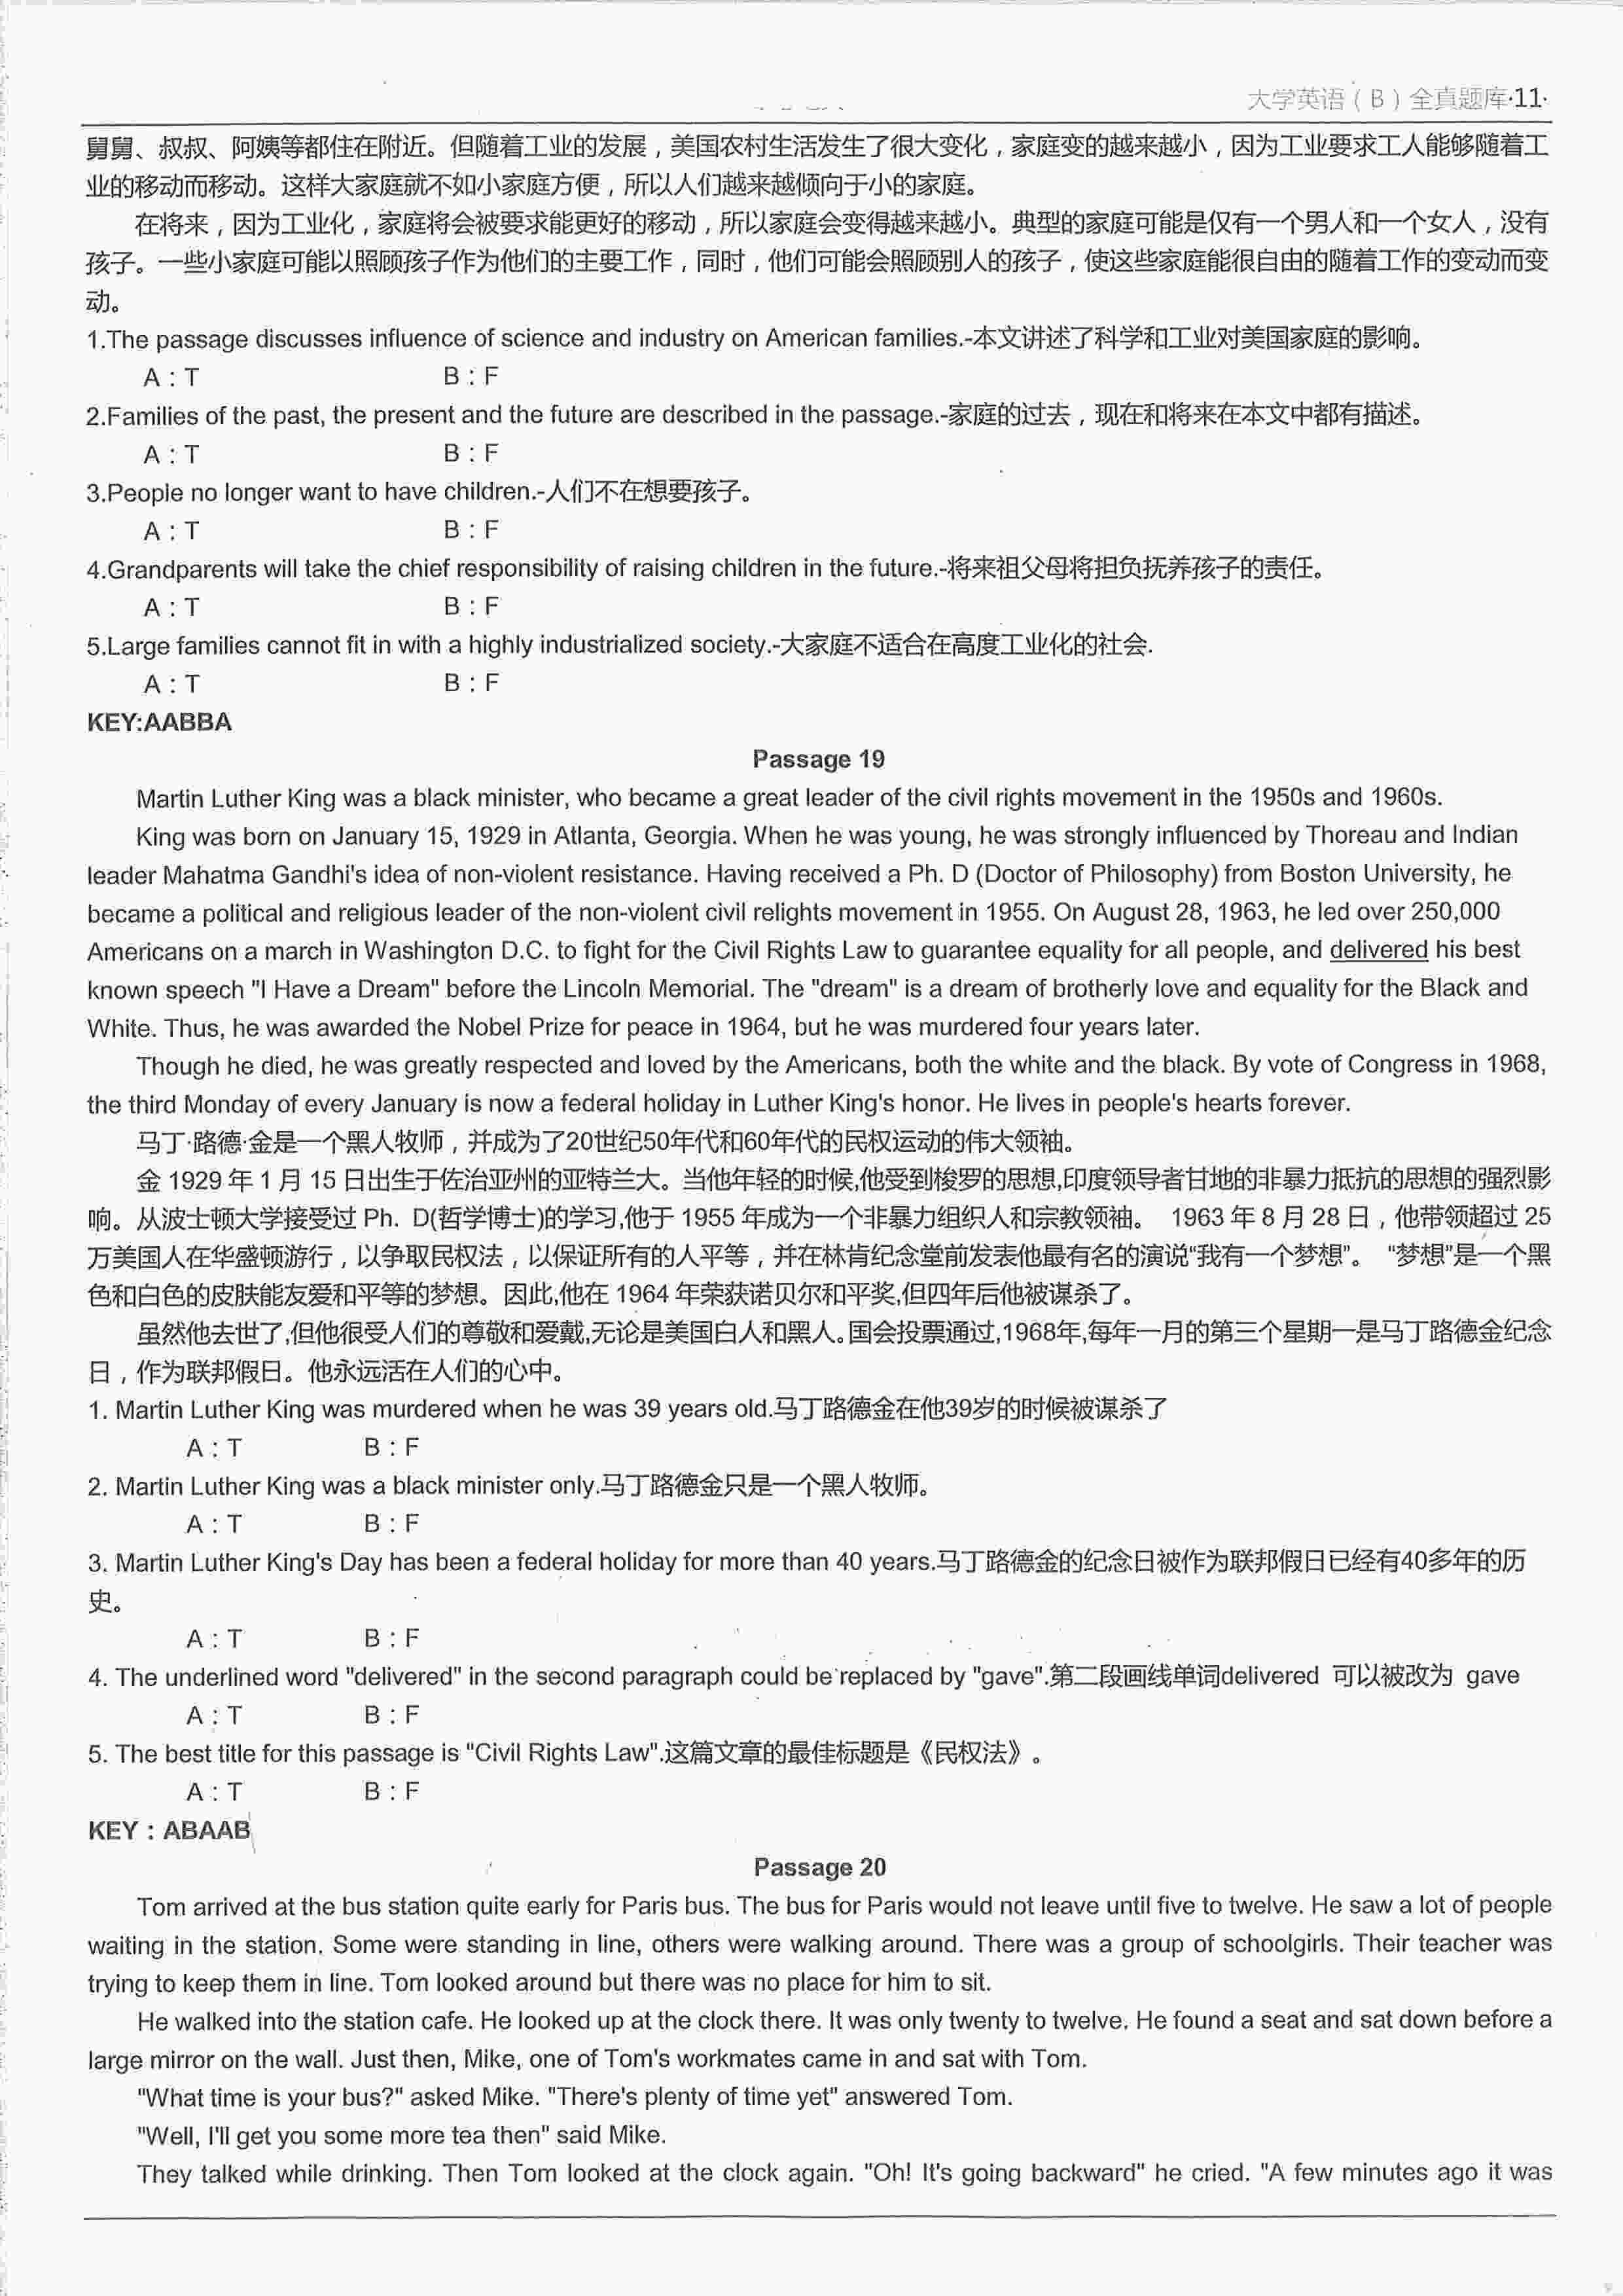 大学英语（B）全真题库·11·
舅舅、叔叔、阿姨等都住在附近。但随着工业的发展，美国农村生活发生了很大变化，家庭变的越来越小，因为工业要求工人能够随着工
业的移动而移动。这样大家庭就不如小家庭方便，所以人们越来越倾向于小的家庭。
在将来，因为工业化，家庭将会被要求能更好的移动，所以家庭会变得越来越小。典型的家庭可能是仅有一个男人和一个女人，没有
孩子。一些小家庭可能以照顾孩子作为他们的主要工作，同时，他们可能会照顾别人的孩子，使这些家庭能很自由的随着工作的变动而变
动。
1.The passage discusses influence of science and industry on American families.-本文讲述了科学和工业对美国家庭的影响。
A：T B：F
2.Families of the past, the present and the future are described in the passage.-家庭的过去，现在和将来在本文中都有描述。
A：T B：F
3.People no longer want to have children.-人们不在想要孩子。
A：T B：F
4.Grandparents will take the chief responsibility of raising children in the future.-将来祖父母将担负抚养孩子的责任。
A：T B：F
5.Large families cannot fit in with a highly industrialized society.-大家庭不适合在高度工业化的社会.
A：T B：F
KEY:AABBA
Passage 19
Martin Luther King was a black minister, who became a great leader of the civil rights movement in the 1950s and 1960s.
King was born on January 15, 1929 in Atlanta, Georgia. When he was young, he was strongly influenced by Thoreau and Indian
leader Mahatma Gandhi's idea of non-violent resistance. Having received a Ph. D (Doctor of Philosophy) from Boston University, he
became a political and religious leader of the non-violent civil relights movement in 1955. On August 28, 1963, he led over 250,000
Americans on a march in Washington D.C. to fight for the Civil Rights Law to guarantee equality for all people, and delivered his best
known speech "I Have a Dream" before the Lincoln Memorial. The "dream" is a dream of brotherly love and equality for the Black and
White. Thus, he was awarded the Nobel Prize for peace in 1964, but he was murdered four years later.
Though he died, he was greatly respected and loved by the Americans, both the white and the black. By vote of Congress in 1968,
the third Monday of every January is now a federal holiday in Luther King's honor. He lives in people's hearts forever.
马丁·路德·金是一个黑人牧师，并成为了20世纪50年代和60年代的民权运动的伟大领袖。
金 1929 年 1 月 15 日出生于佐治亚州的亚特兰大。当他年轻的时候,他受到梭罗的思想,印度领导者甘地的非暴力抵抗的思想的强烈影
响。从波士顿大学接受过 Ph. D(哲学博士)的学习,他于 1955 年成为一个非暴力组织人和宗教领袖。 1963 年 8 月 28 日，他带领超过 25
万美国人在华盛顿游行，以争取民权法，以保证所有的人平等，并在林肯纪念堂前发表他最有名的演说“我有一个梦想”。 “梦想”是一个黑
色和白色的皮肤能友爱和平等的梦想。因此,他在 1964 年荣获诺贝尔和平奖,但四年后他被谋杀了。
虽然他去世了,但他很受人们的尊敬和爱戴,无论是美国白人和黑人。国会投票通过,1968年,每年一月的第三个星期一是马丁路德金纪念
日，作为联邦假日。他永远活在人们的心中。
1. Martin Luther King was murdered when he was 39 years old.马丁路德金在他39岁的时候被谋杀了
A：T B：F
2. Martin Luther King was a black minister only.马丁路德金只是一个黑人牧师。
A：T B：F
3. Martin Luther King's Day has been a federal holiday for more than 40 years.马丁路德金的纪念日被作为联邦假日已经有40多年的历
史。
A：T B：F
4. The underlined word "delivered" in the second paragraph could be replaced by "gave".第二段画线单词delivered 可以被改为 gave
A：T B：F
5. The best title for this passage is "Civil Rights Law".这篇文章的最佳标题是《民权法》。
A：T B：F
KEY：ABAAB
Passage 20
Tom arrived at the bus station quite early for Paris bus. The bus for Paris would not leave until five to twelve. He saw a lot of people
waiting in the station. Some were standing in line, others were walking around. There was a group of schoolgirls. Their teacher was
trying to keep them in line. Tom looked around but there was no place for him to sit.
He walked into the station cafe. He looked up at the clock there. It was only twenty to twelve. He found a seat and sat down before a
large mirror on the wall. Just then, Mike, one of Tom's workmates came in and sat with Tom.
"What time is your bus?" asked Mike. "There's plenty of time yet" answered Tom.
"Well, I'll get you some more tea then" said Mike.
They talked while drinking. Then Tom looked at the clock again. "Oh! It's going backward" he cried. "A few minutes ago it was